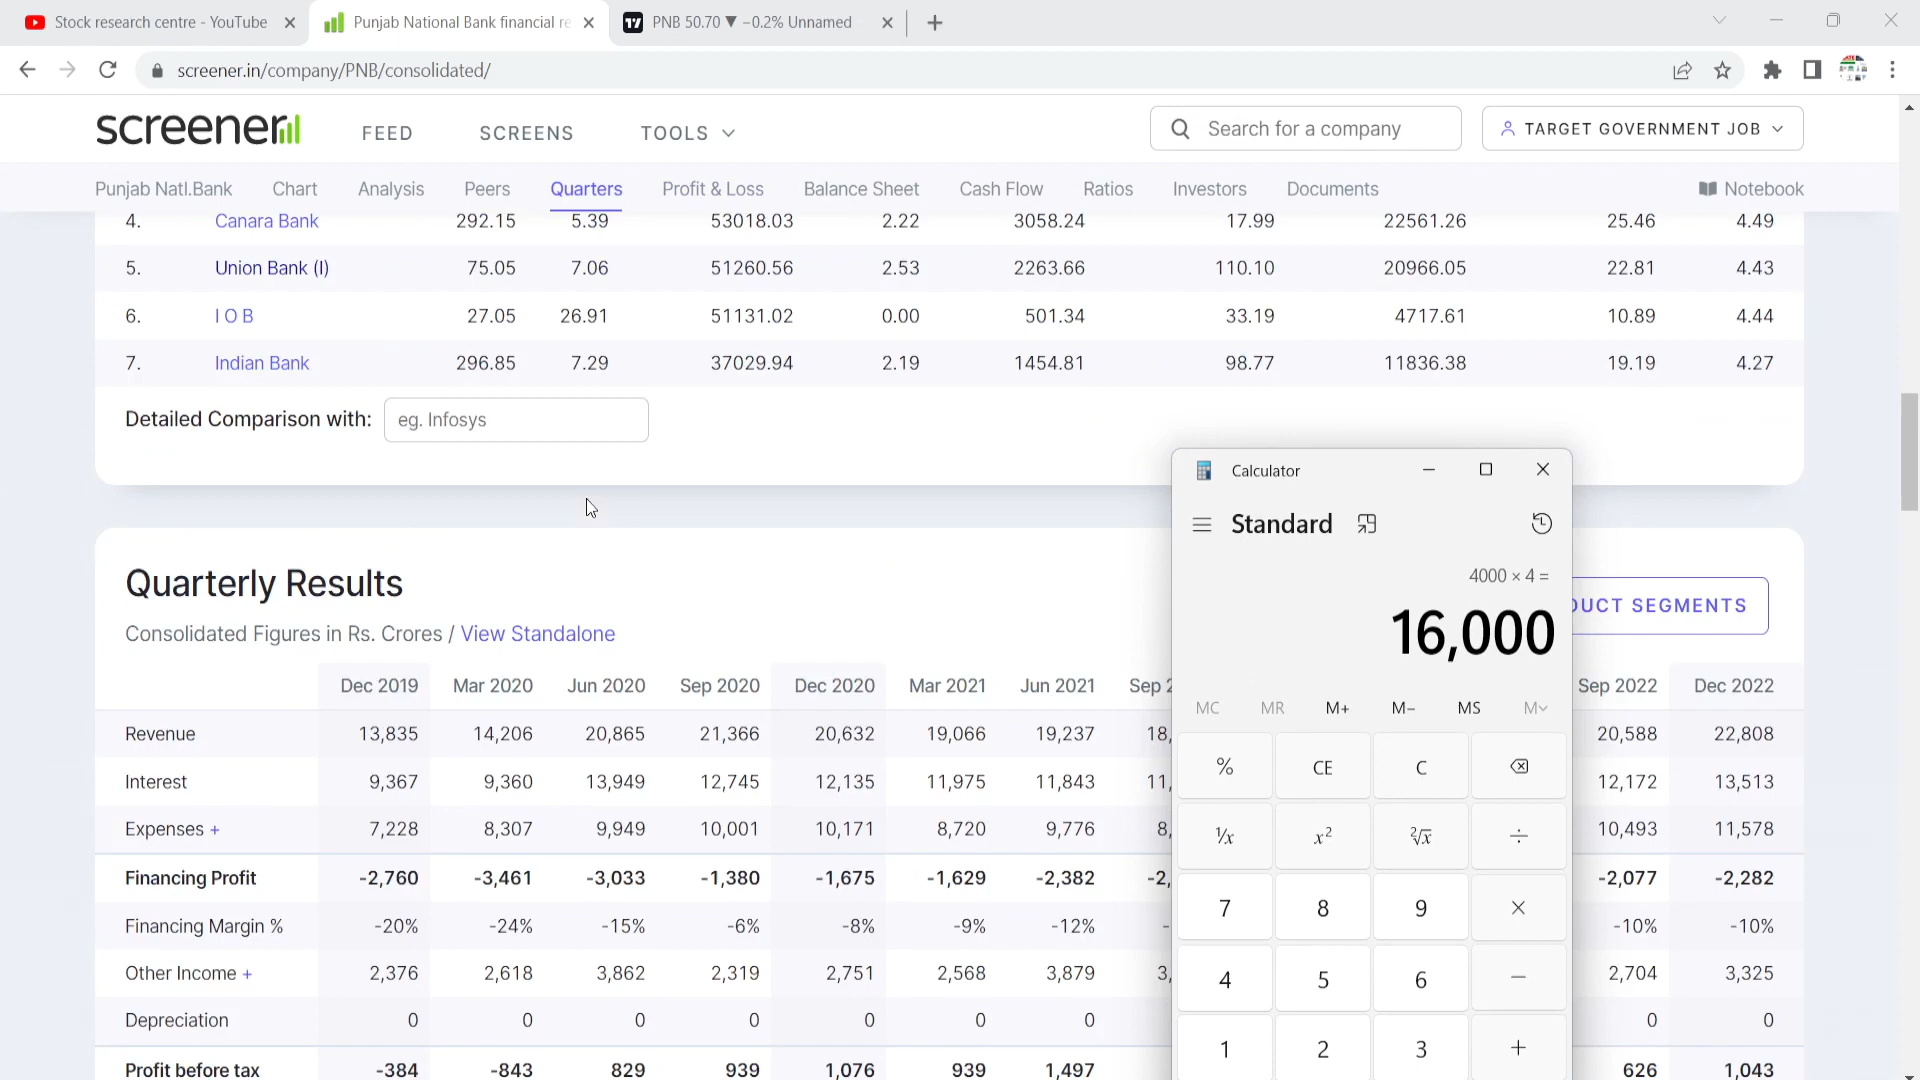 Stock research centre - YouTube
Punjab National Bank financial re
PNB 50.70 ▼ −0.2% Unnamed
screener.in/company/PNB/consolidated/
screener
FEED
SCREENS
TOOLS
Search for a company
TARGET GOVERNMENT JOB
Punjab Natl.Bank Chart Analysis Peers Quarters Profit & Loss Balance Sheet Cash Flow Ratios Investors Documents Notebook
4. Canara Bank 292.15 5.39 53018.03 2.22 3058.24 17.99 22561.26 25.46 4.49
5. Union Bank (I) 75.05 7.06 51260.56 2.53 2263.66 110.10 20966.05 22.81 4.43
6. I O B 27.05 26.91 51131.02 0.00 501.34 33.19 4717.61 10.89 4.44
7. Indian Bank 296.85 7.29 37029.94 2.19 1454.81 98.77 11836.38 19.19 4.27
Detailed Comparison with: eg. Infosys
Quarterly Results
DUCT SEGMENTS
Consolidated Figures in Rs. Crores / View Standalone
Dec 2019 Mar 2020 Jun 2020 Sep 2020 Dec 2020 Mar 2021 Jun 2021 Sep 2 Sep 2022 Dec 2022
Revenue 13,835 14,206 20,865 21,366 20,632 19,066 19,237 18, 20,588 22,808
Interest 9,367 9,360 13,949 12,745 12,135 11,975 11,843 11, 12,172 13,513
Expenses + 7,228 8,307 9,949 10,001 10,171 8,720 9,776 8, 10,493 11,578
Financing Profit -2,760 -3,461 -3,033 -1,380 -1,675 -1,629 -2,382 -2, -2,077 -2,282
Financing Margin % -20% -24% -15% -6% -8% -9% -12% - -10% -10%
Other Income + 2,376 2,618 3,862 2,319 2,751 2,568 3,879 3, 2,704 3,325
Depreciation 0 0 0 0 0 0 0 0 0
Profit before tax -384 -843 829 939 1,076 939 1,497 626 1,043
Calculator
Standard
4000 × 4 =
16,000
MC MR M+ M− MS M˅
% CE C
⅟x x² ²√x ÷
7 8 9 ×
4 5 6 −
1 2 3 +